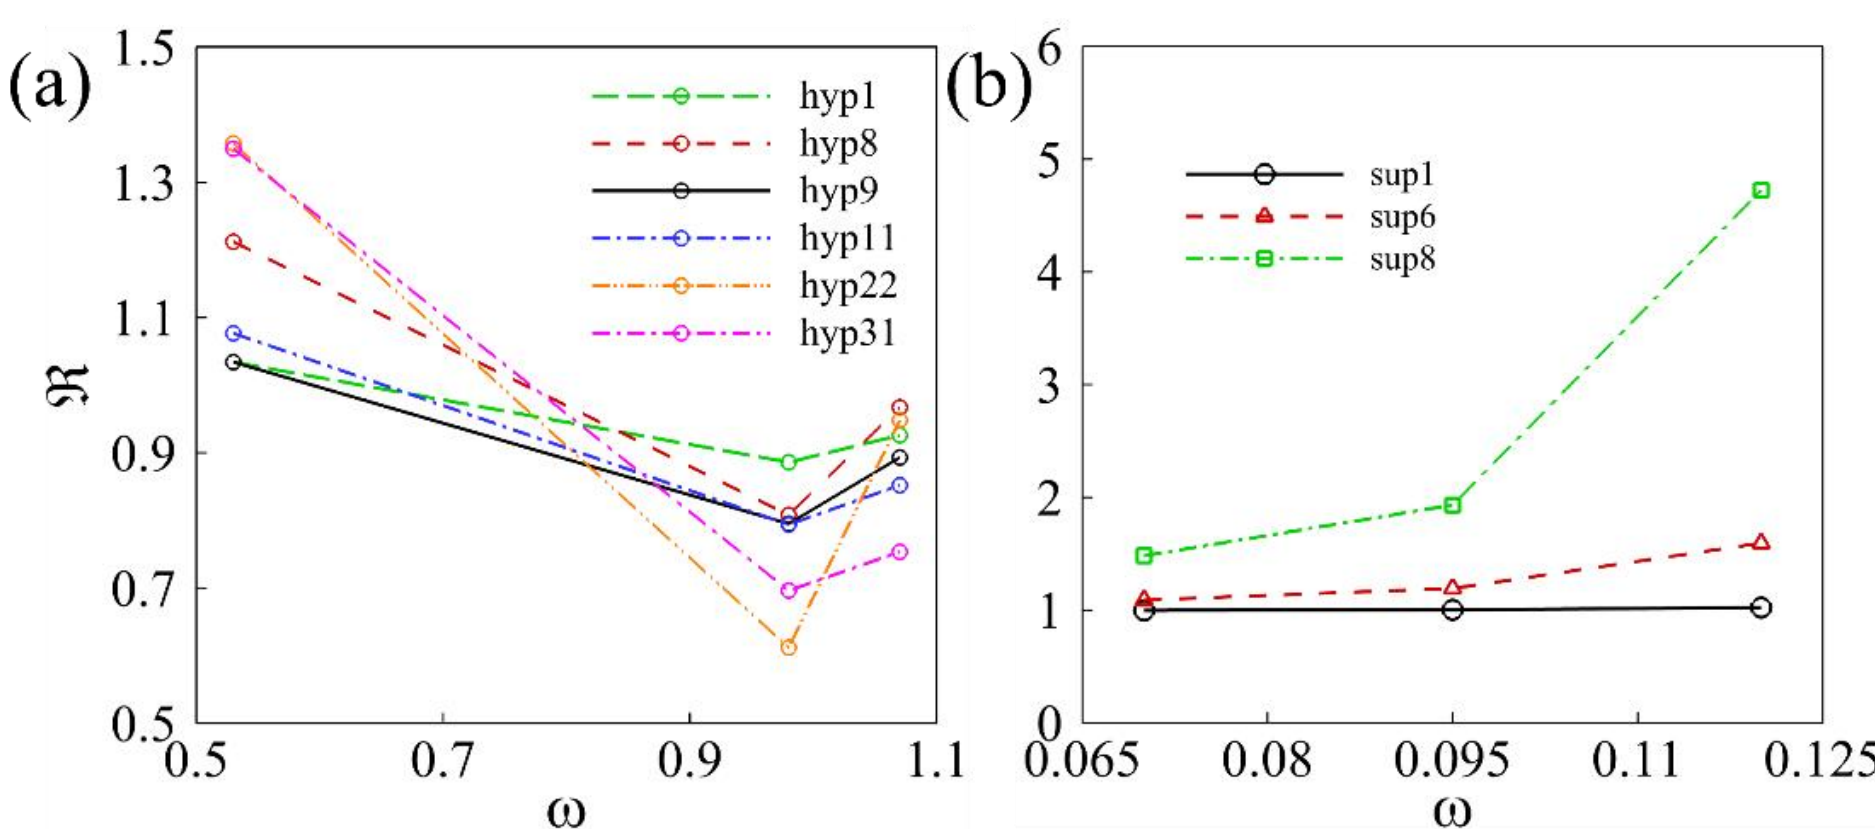 (a)
1.5
1.3
1.1
0.9
0.7
0.5
ℜ
0.5 0.7 0.9 1.1
ω
hyp1
hyp8
hyp9
hyp11
hyp22
hyp31
(b)
6
5
4
3
2
1
0
0.065 0.08 0.095 0.11 0.125
ω
sup1
sup6
sup8